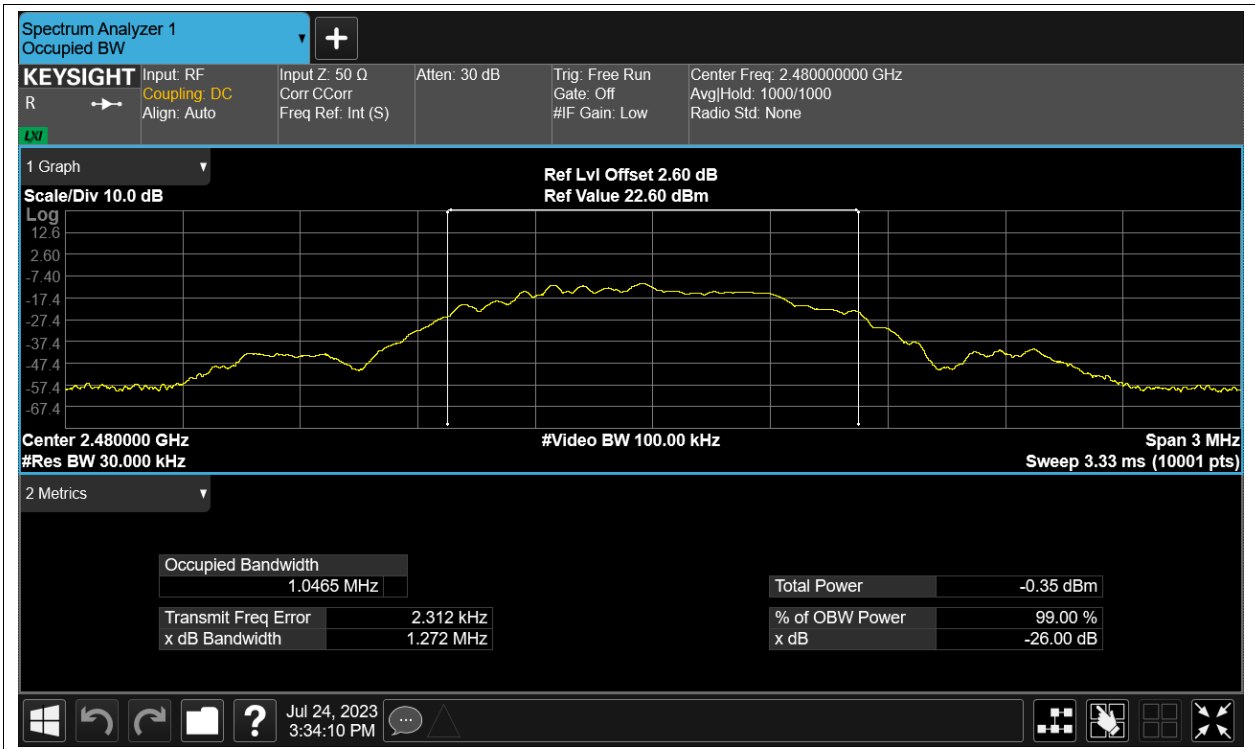 Spectrum Analyzer 1
Occupied BW
KEYSIGHT
R
LXI
Input: RF
Coupling: DC
Align: Auto
Input Z: 50 Ω
Corr CCorr
Freq Ref: Int (S)
Atten: 30 dB
Trig: Free Run
Gate: Off
#IF Gain: Low
Center Freq: 2.480000000 GHz
Avg|Hold: 1000/1000
Radio Std: None
1 Graph
Scale/Div 10.0 dB
Ref Lvl Offset 2.60 dB
Ref Value 22.60 dBm
Log
12.6
2.60
-7.40
-17.4
-27.4
-37.4
-47.4
-57.4
-67.4
Center 2.480000 GHz
#Res BW 30.000 kHz
#Video BW 100.00 kHz
Span 3 MHz
Sweep 3.33 ms (10001 pts)
2 Metrics
Occupied Bandwidth
1.0465 MHz
Transmit Freq Error 2.312 kHz
x dB Bandwidth 1.272 MHz
Total Power -0.35 dBm
% of OBW Power 99.00 %
x dB -26.00 dB
?
Jul 24, 2023
3:34:10 PM